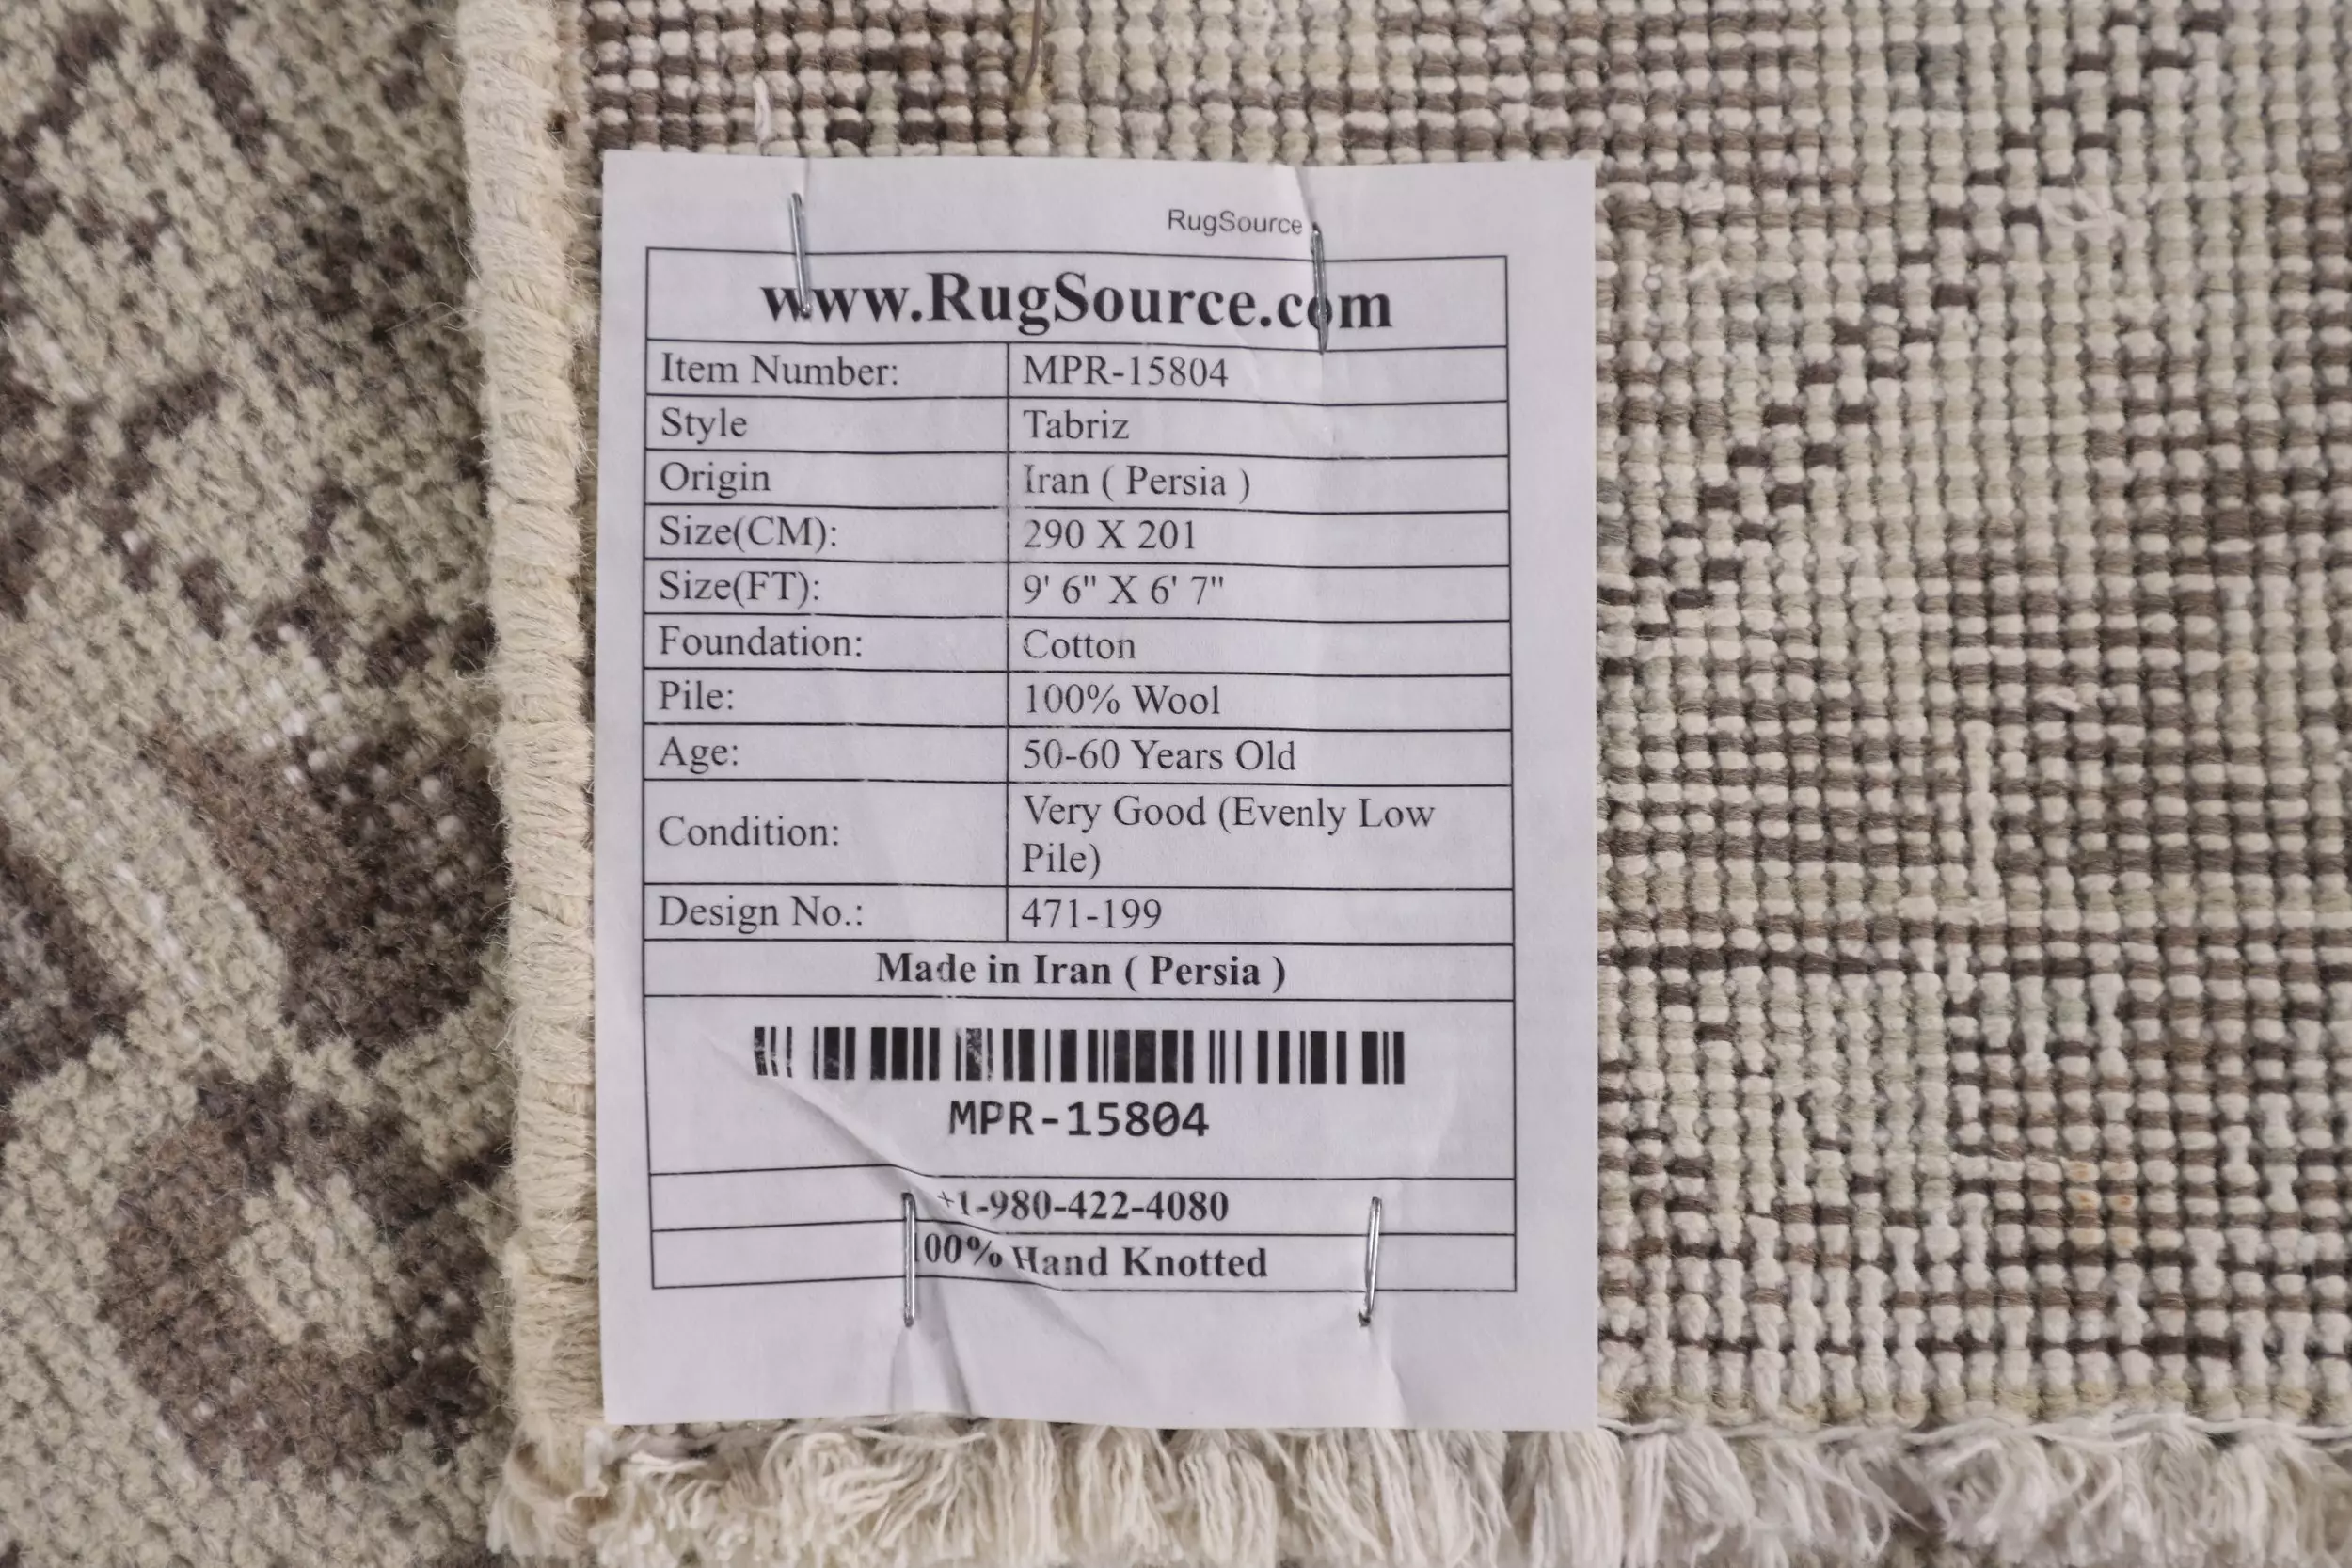 RugSource
www.RugSource.com
Item Number: MPR-15804
Style Tabriz
Origin Iran ( Persia )
Size(CM): 290 X 201
Size(FT): 9' 6" X 6' 7"
Foundation: Cotton
Pile: 100% Wool
Age: 50-60 Years Old
Condition: Very Good (Evenly Low
Pile)
Design No.: 471-199
Made in Iran ( Persia )
MPR-15804
+1-980-422-4080
100% Hand Knotted